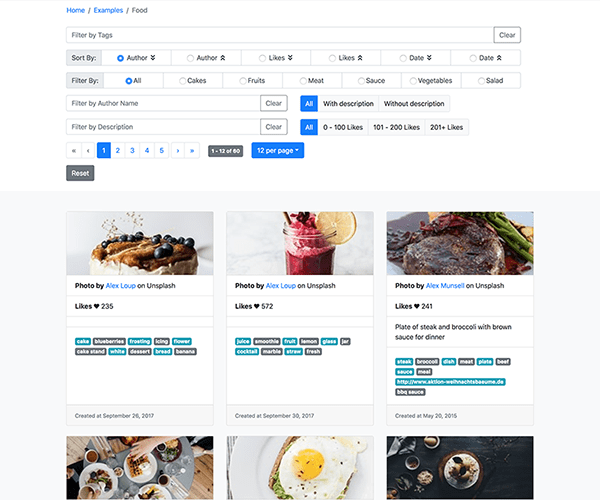 Home / Examples / Food
Filter by Tags Clear
Sort By: Author Author Likes Likes Date Date
Filter By: All Cakes Fruits Meat Sauce Vegetables Salad
Filter by Author Name Clear All With description Without description
Filter by Description Clear All 0 - 100 Likes 101 - 200 Likes 201+ Likes
« ‹ 1 2 3 4 5 › » 1 - 12 of 60 12 per page
Reset
Photo by Alex Loup on Unsplash
Likes ♥ 235
cake blueberries frosting icing flower
cake stand white dessert bread banana
Created at September 26, 2017
Photo by Alex Loup on Unsplash
Likes ♥ 572
juice smoothie fruit lemon glass jar
cocktail marble straw fresh
Created at September 30, 2017
Photo by Alex Munsell on Unsplash
Likes ♥ 241
Plate of steak and broccoli with brown
sauce for dinner
steak broccoli dish meat plate beef
sauce meal
http://www.aktion-weihnachtsbaeume.de
bbq sauce
Created at May 20, 2015